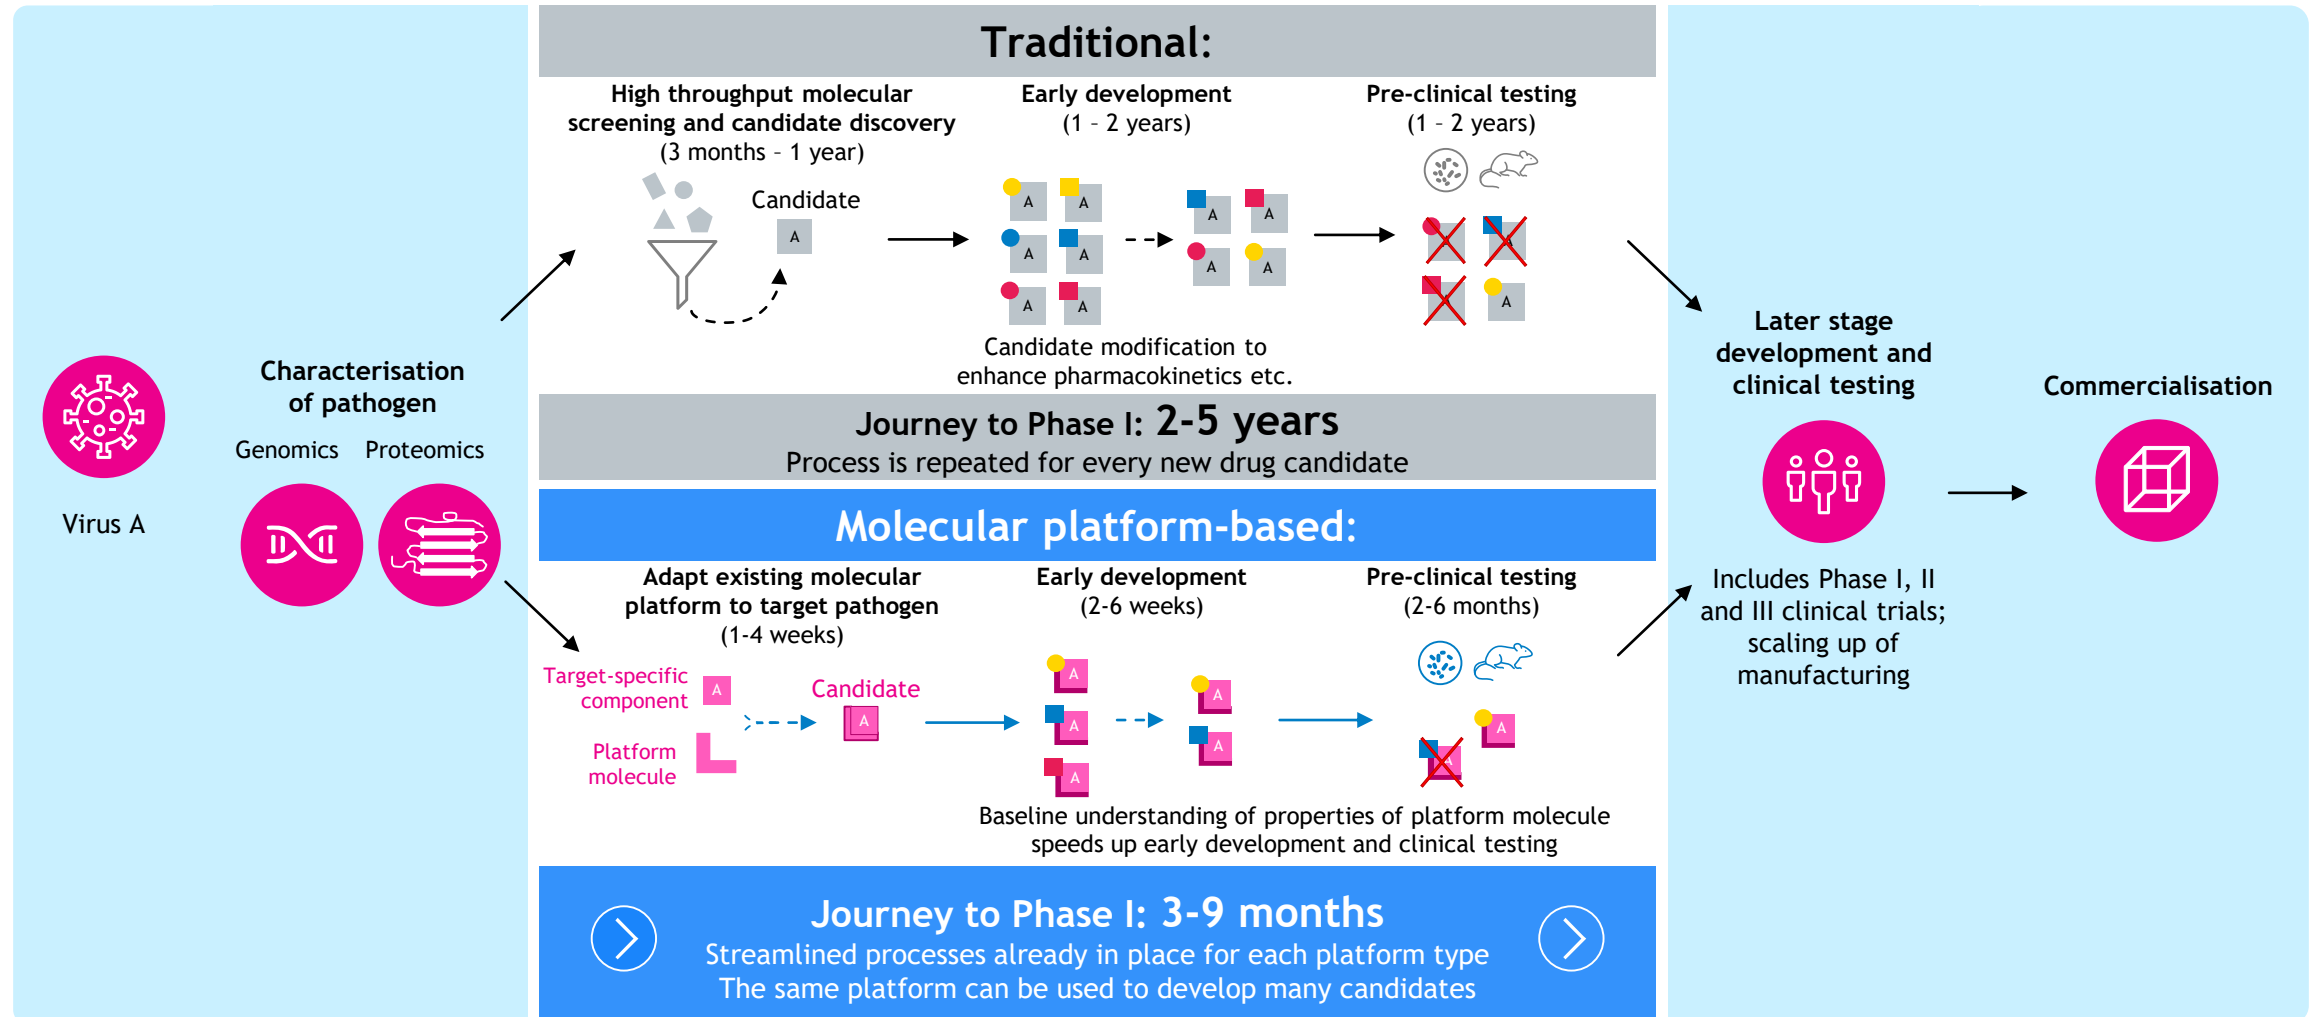 Virus A
Characterisation
of pathogen
Genomics
Proteomics
Traditional:
High throughput molecular
screening and candidate discovery
(3 months – 1 year)
Candidate
A
Early development
(1 – 2 years)
A
A
A
A
A
A
A
A
A
A
Candidate modification to
enhance pharmacokinetics etc.
Pre-clinical testing
(1 – 2 years)
A
A
A
A
Journey to Phase I: 2-5 years
Process is repeated for every new drug candidate
Molecular platform-based:
Adapt existing molecular
platform to target pathogen
(1-4 weeks)
Target-specific
component
A
Platform
molecule
Candidate
A
Early development
(2-6 weeks)
A
A
A
A
A
Pre-clinical testing
(2-6 months)
A
A
Baseline understanding of properties of platform molecule
speeds up early development and clinical testing
Journey to Phase I: 3-9 months
Streamlined processes already in place for each platform type
The same platform can be used to develop many candidates
Later stage
development and
clinical testing
Includes Phase I, II
and III clinical trials;
scaling up of
manufacturing
Commercialisation